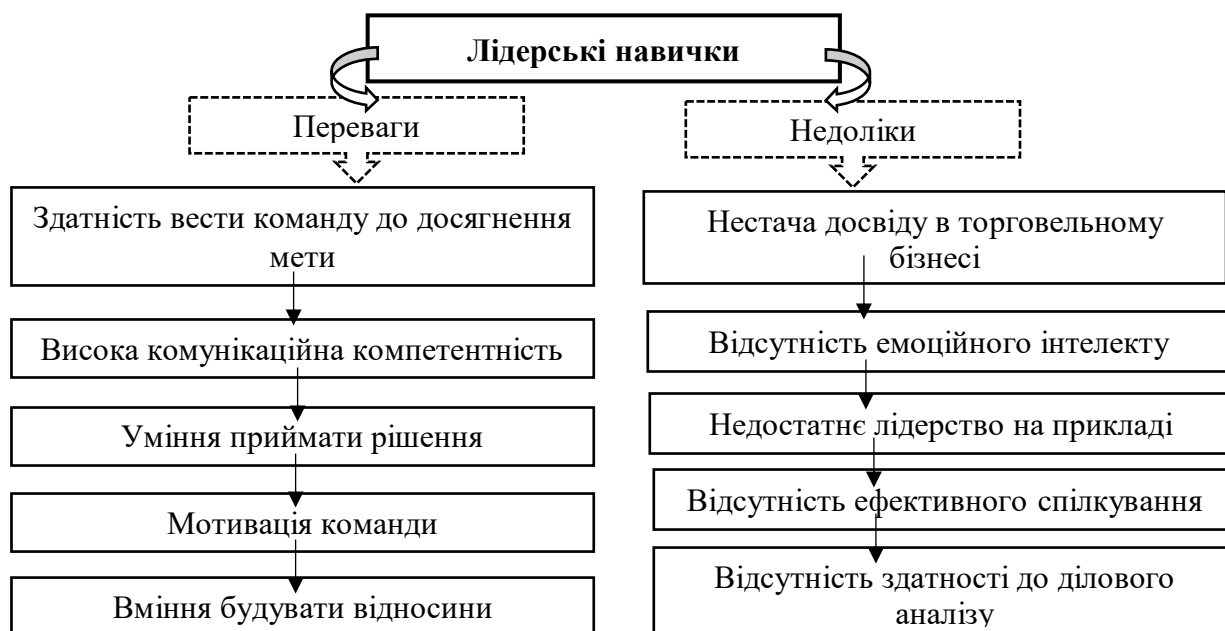 Лідерські навички
Переваги
Недоліки
Здатність вести команду до досягнення
мети
Висока комунікаційна компетентність
Уміння приймати рішення
Мотивація команди
Вміння будувати відносини
Нестача досвіду в торговельному
бізнесі
Відсутність емоційного інтелекту
Недостатнє лідерство на прикладі
Відсутність ефективного спілкування
Відсутність здатності до ділового
аналізу